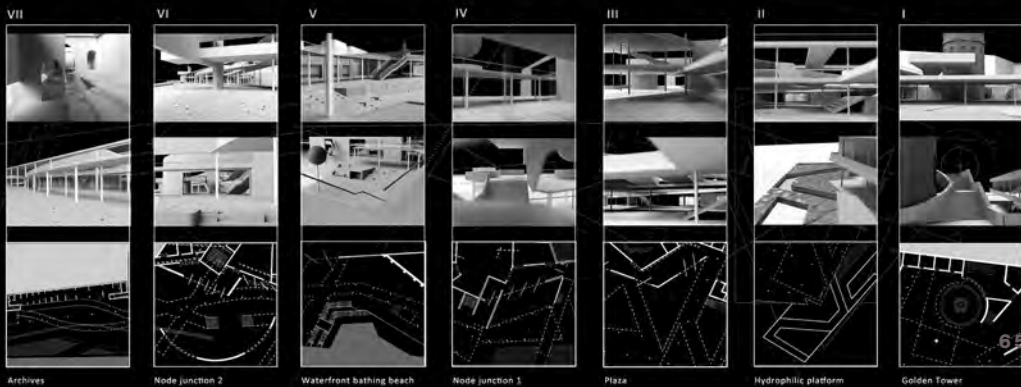 VII VI V IV III II I
65
Archives Node junction 2 Waterfront bathing beach Node junction 1 Plaza Hydrophilic platform Golden Tower